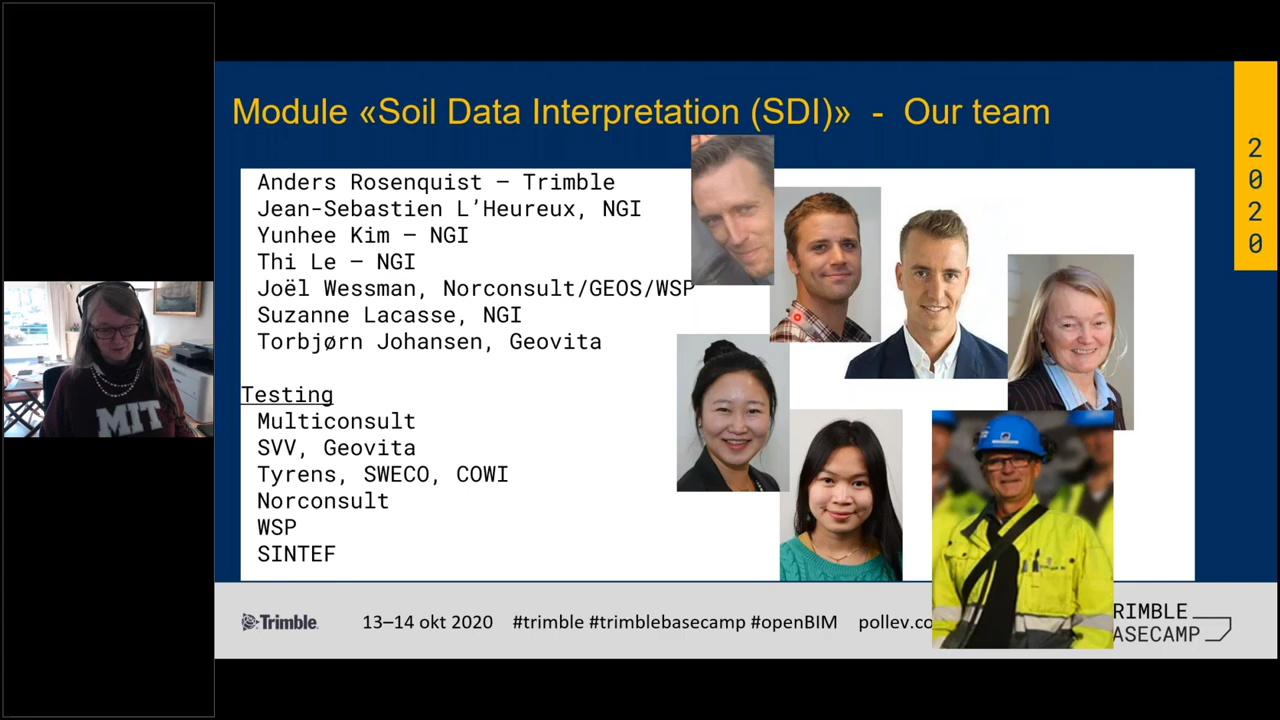 Module «Soil Data Interpretation (SDI)» - Our team
2
0
2
0
Anders Rosenquist – Trimble
Jean-Sebastien L’Heureux, NGI
Yunhee Kim – NGI
Thi Le – NGI
Joël Wessman, Norconsult/GEOS/WSP
Suzanne Lacasse, NGI
Torbjørn Johansen, Geovita
Testing
Multiconsult
SVV, Geovita
Tyrens, SWECO, COWI
Norconsult
WSP
SINTEF
MIT
Trimble
13–14 okt 2020 #trimble #trimblebasecamp #openBIM pollev.co
RIMBLE
ASECAMP